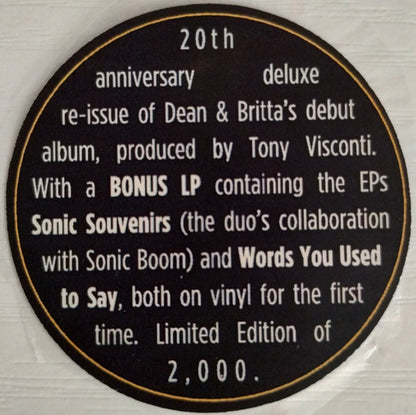 20th
anniversary deluxe
re-issue of Dean & Britta's debut
album, produced by Tony Visconti.
With a BONUS LP containing the EPs
Sonic Souvenirs (the duo's collaboration
with Sonic Boom) and Words You Used
to Say, both on vinyl for the first
time. Limited Edition of
2,000.